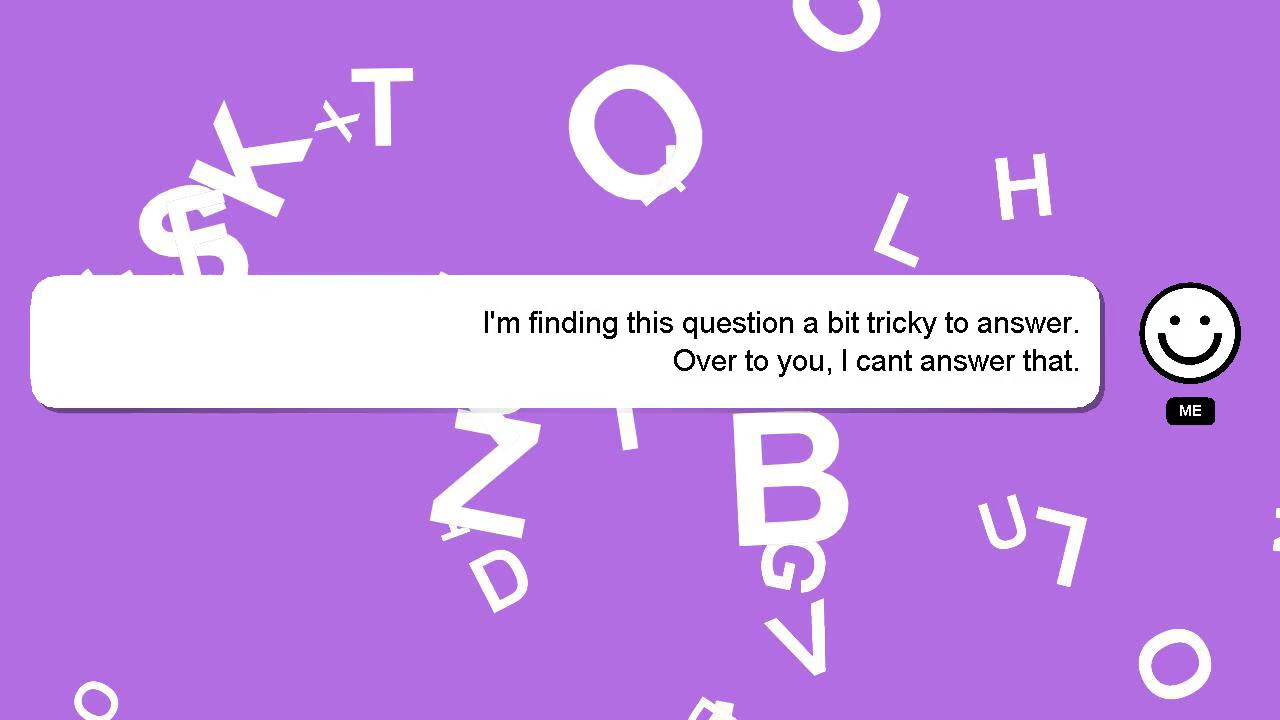 I'm finding this question a bit tricky to answer.
Over to you, I cant answer that.
ME